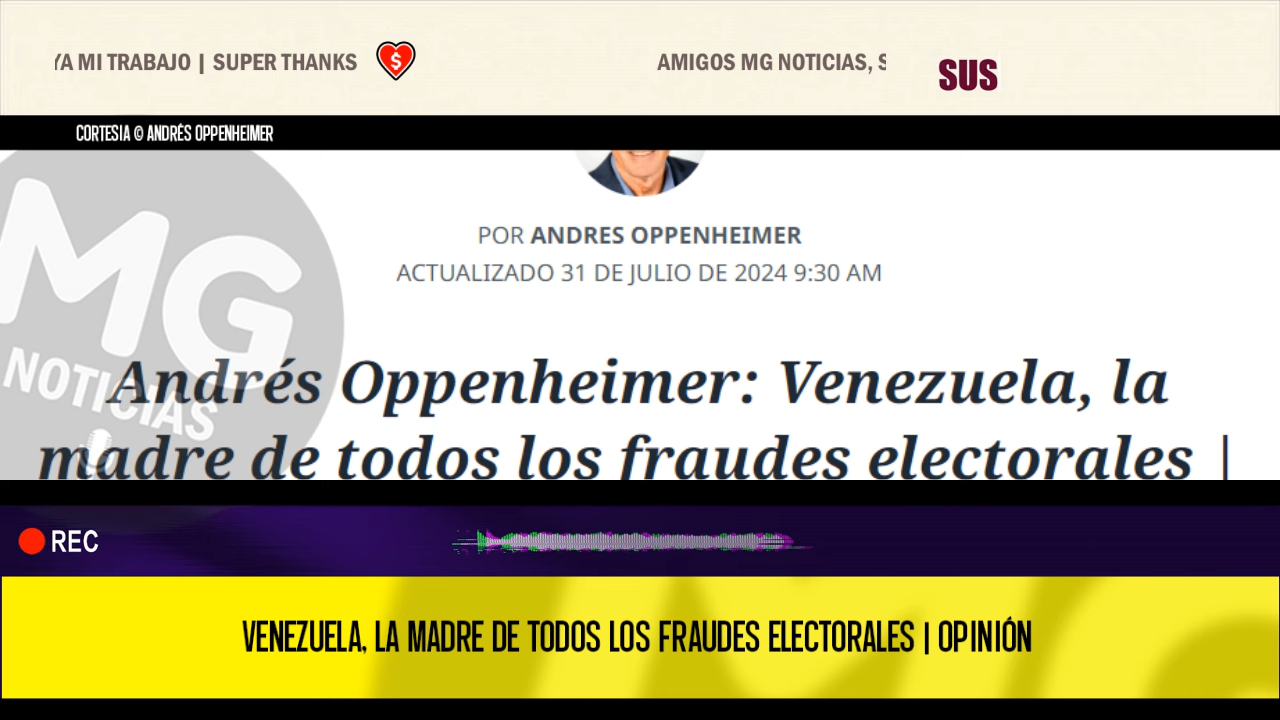 YA MI TRABAJO | SUPER THANKS
$
AMIGOS MG NOTICIAS, S
SUS
CORTESIA © ANDRÉS OPPENHEIMER
MG
NOTICIAS
POR ANDRES OPPENHEIMER
ACTUALIZADO 31 DE JULIO DE 2024 9:30 AM
Andrés Oppenheimer: Venezuela, la
madre de todos los fraudes electorales |
REC
VENEZUELA, LA MADRE DE TODOS LOS FRAUDES ELECTORALES | OPINIÓN